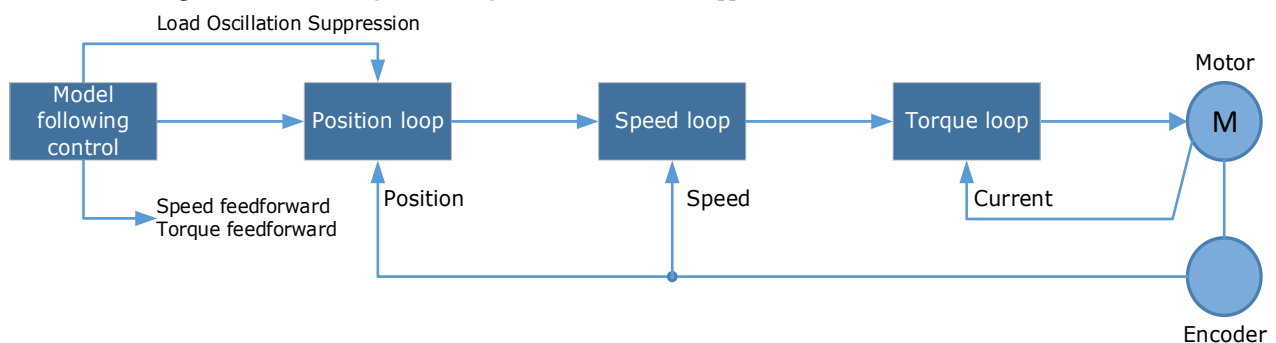 Load Oscillation Suppression
Motor
Model
following
control
Position loop
Speed loop
Torque loop
M
Position
Speed
Current
Speed feedforward
Torque feedforward
Encoder